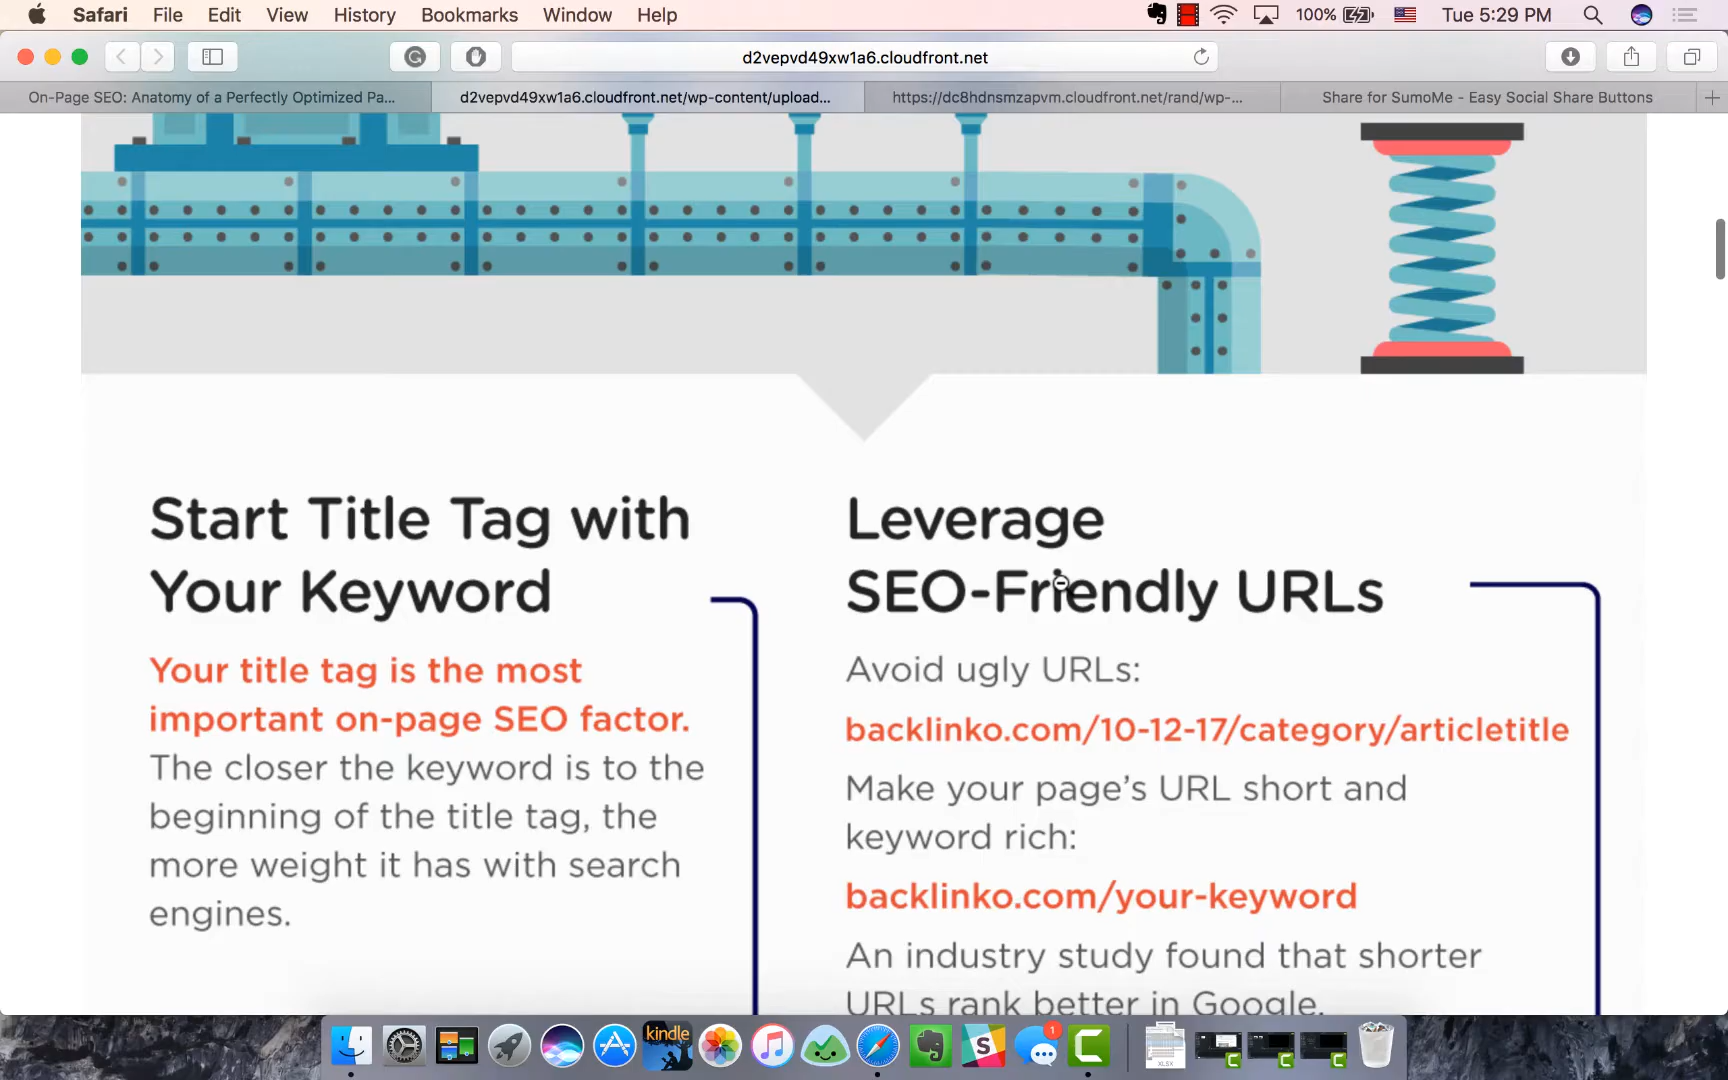 Safari File Edit View History Bookmarks Window Help 100% Tue 5:29 PM
d2vepvd49xw1a6.cloudfront.net
On-Page SEO: Anatomy of a Perfectly Optimized Pa... d2vepvd49xw1a6.cloudfront.net/wp-content/upload... https://dc8hdnsmzapvm.cloudfront.net/rand/wp-... Share for SumoMe - Easy Social Share Buttons
Start Title Tag with
Your Keyword
Your title tag is the most
important on-page SEO factor.
The closer the keyword is to the
beginning of the title tag, the
more weight it has with search
engines.
Leverage
SEO-Friendly URLs
Avoid ugly URLs:
backlinko.com/10-12-17/category/articletitle
Make your page’s URL short and
keyword rich:
backlinko.com/your-keyword
An industry study found that shorter
URLs rank better in Google.
kindle
1
XLSX